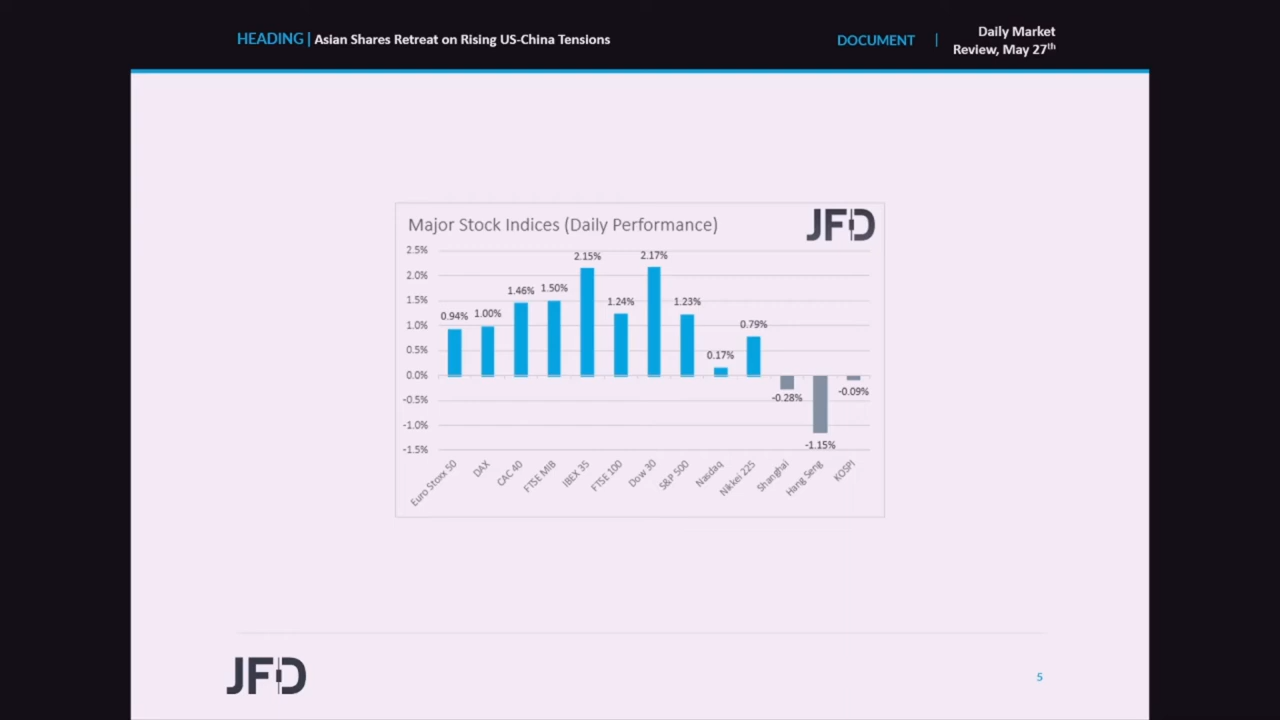 HEADING | Asian Shares Retreat on Rising US-China Tensions
DOCUMENT | Daily Market
Review, May 27th
Major Stock Indices (Daily Performance)
JFD
2.5%
2.0%
1.5%
1.0%
0.5%
0.0%
-0.5%
-1.0%
-1.5%
0.94%
1.00%
1.46%
1.50%
2.15%
1.24%
2.17%
1.23%
0.17%
0.79%
-0.28%
-1.15%
-0.09%
Euro Stoxx 50
DAX
CAC 40
FTSE MIB
IBEX 35
FTSE 100
Dow 30
S&P 500
Nasdaq
Nikkei 225
Shanghai
Hang Seng
KOSPI
JFD
5